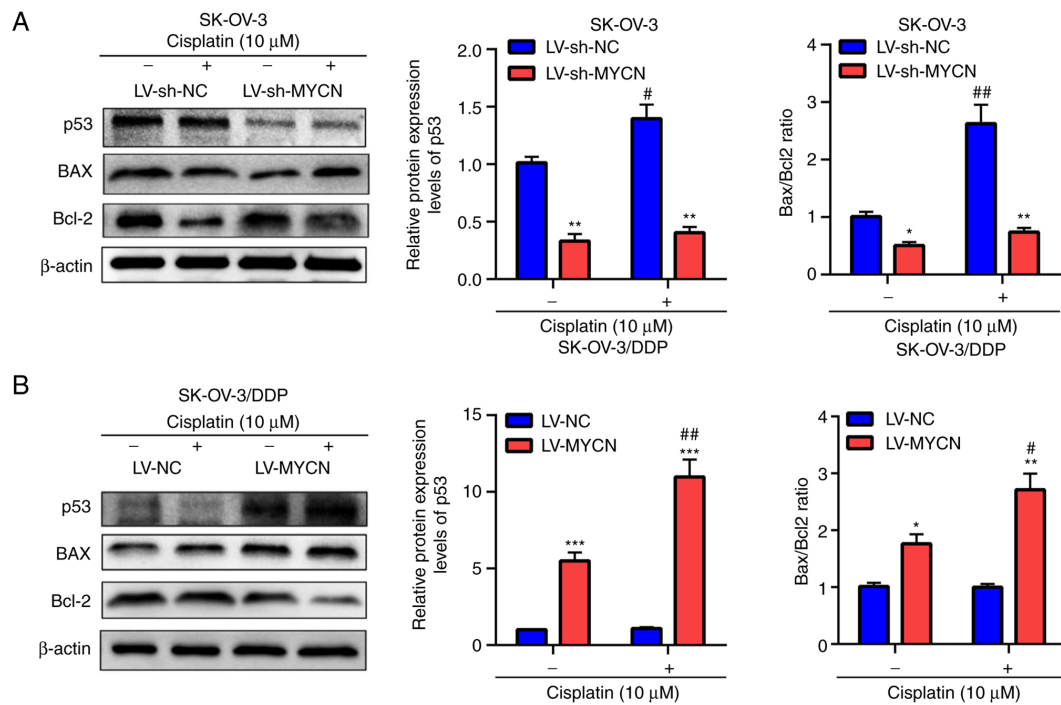 A
SK-OV-3
Cisplatin (10 μM)
– + – +
LV-sh-NC LV-sh-MYCN
p53
BAX
Bcl-2
β-actin
SK-OV-3
LV-sh-NC
LV-sh-MYCN
Relative protein expression
levels of p53
2.0
1.5
1.0
0.5
0.0
** # **
– +
Cisplatin (10 μM)
SK-OV-3/DDP
SK-OV-3
LV-sh-NC
LV-sh-MYCN
Bax/Bcl2 ratio
4
3
2
1
0
* ## **
– +
Cisplatin (10 μM)
SK-OV-3/DDP
B
SK-OV-3/DDP
Cisplatin (10 μM)
– + – +
LV-NC LV-MYCN
p53
BAX
Bcl-2
β-actin
LV-NC
LV-MYCN
Relative protein expression
levels of p53
15
10
5
0
##
*** ***
– +
Cisplatin (10 μM)
LV-NC
LV-MYCN
Bax/Bcl2 ratio
4
3
2
1
0
#
* **
– +
Cisplatin (10 μM)